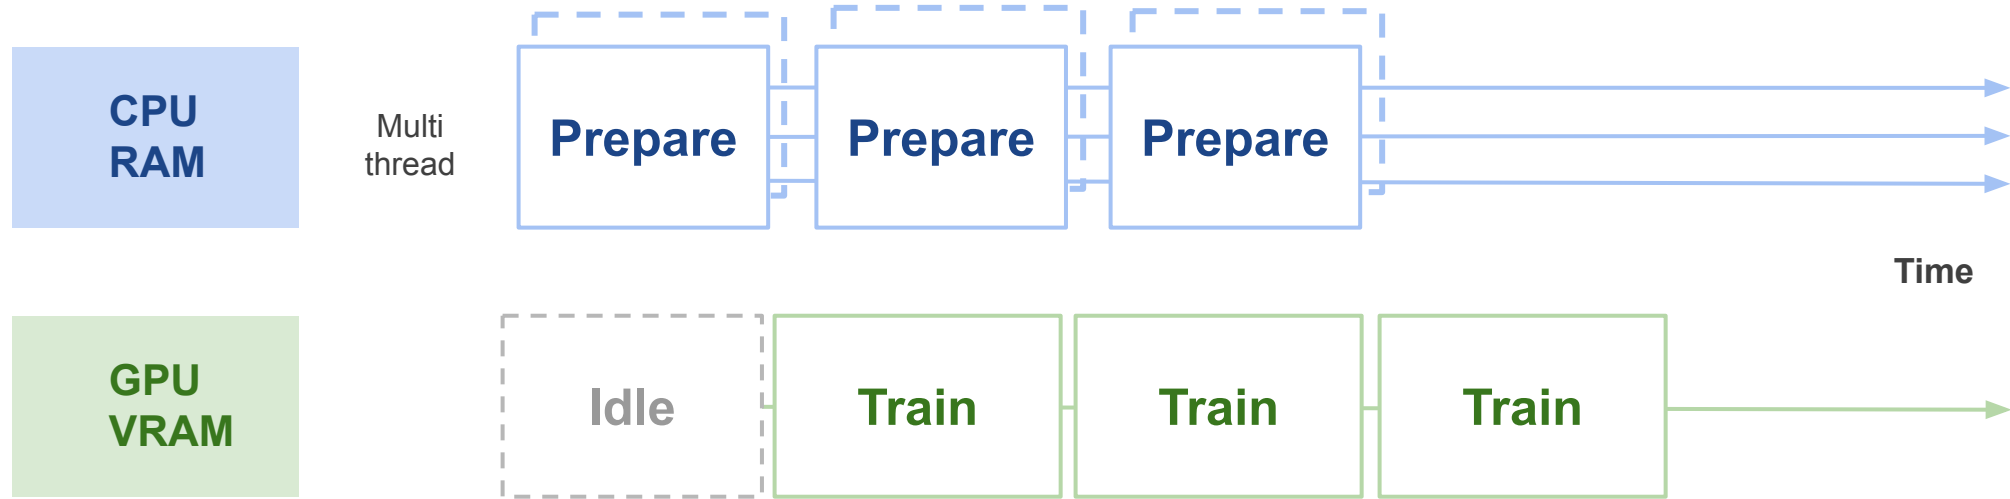 CPU
RAM
Multi
thread
Prepare
Prepare
Prepare
Time
GPU
VRAM
Idle
Train
Train
Train